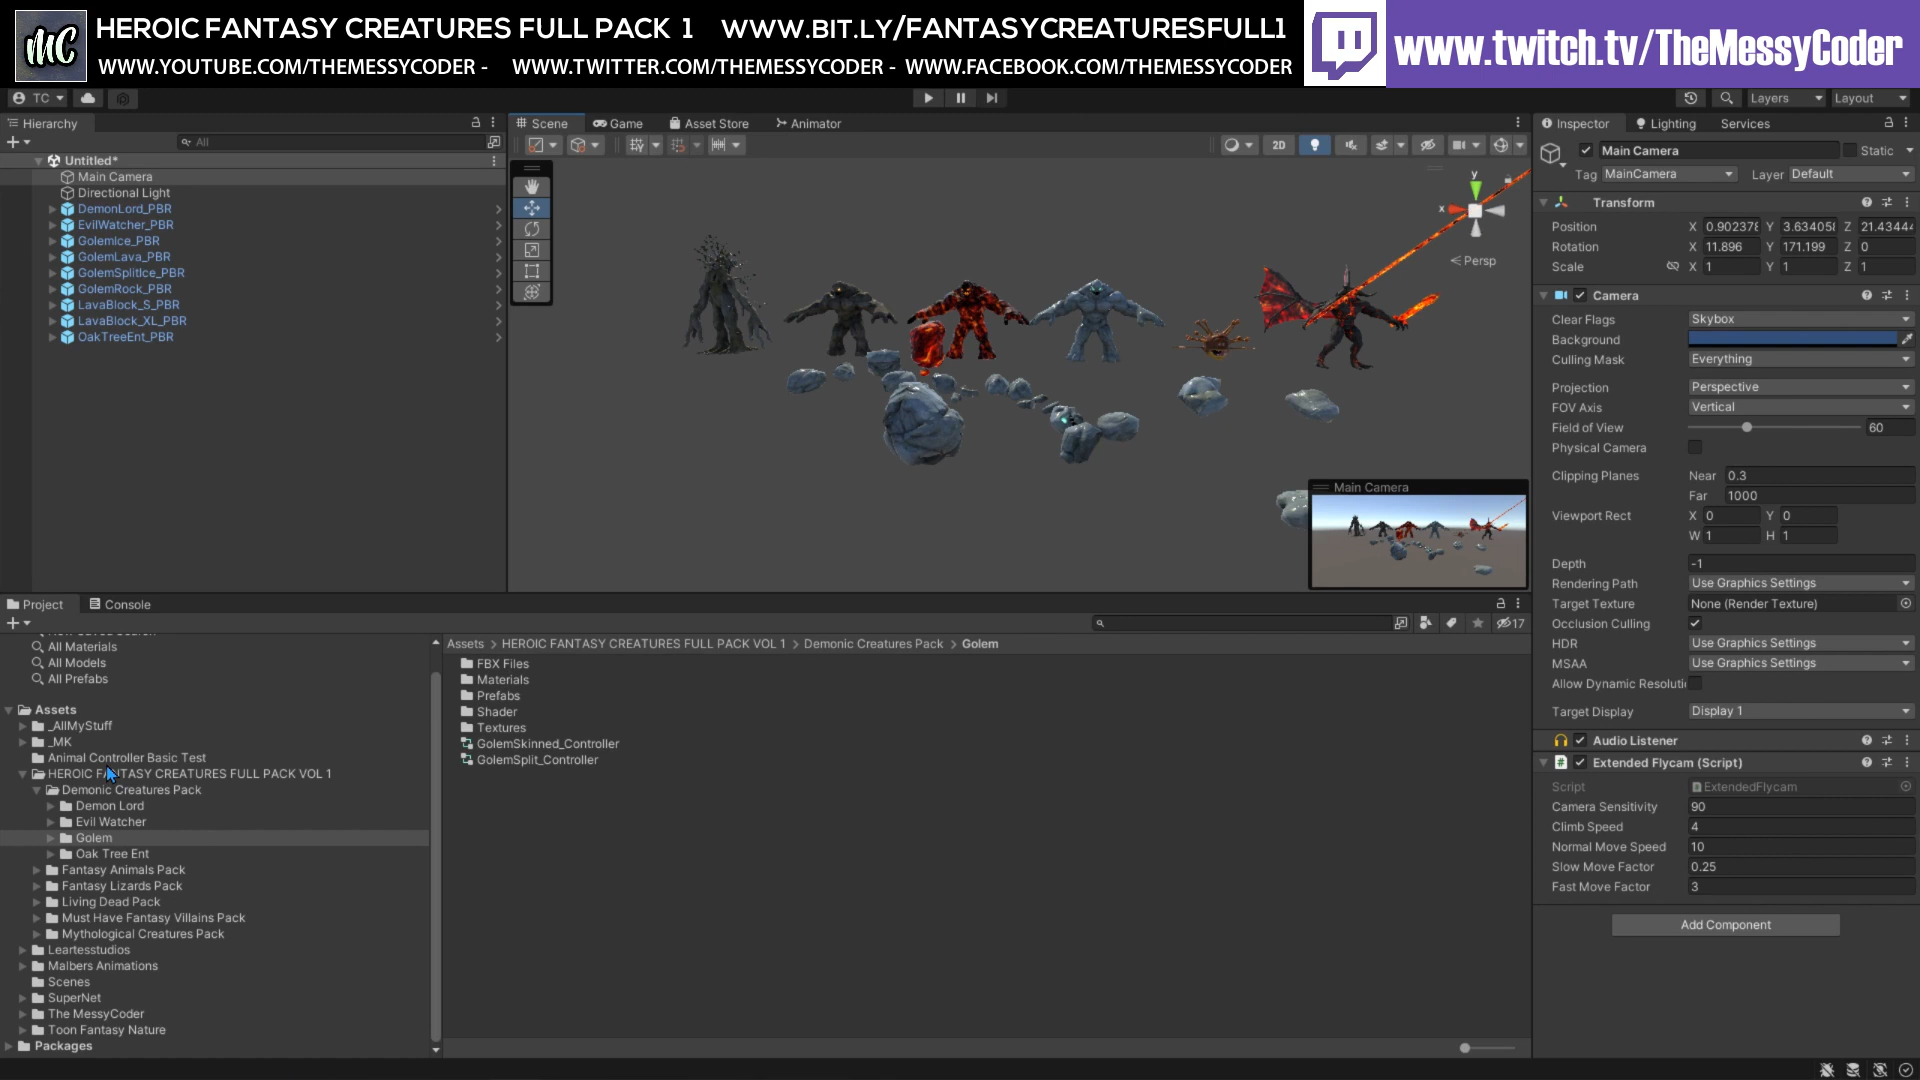 MC
HEROIC FANTASY CREATURES FULL PACK 1 WWW.BIT.LY/FANTASYCREATURESFULL1
WWW.YOUTUBE.COM/THEMESSYCODER - WWW.TWITTER.COM/THEMESSYCODER - WWW.FACEBOOK.COM/THEMESSYCODER
www.twitch.tv/TheMessyCoder
TC
Layers
Layout
Hierarchy
All
Untitled*
Main Camera
Directional Light
DemonLord_PBR
EvilWatcher_PBR
GolemIce_PBR
GolemLava_PBR
GolemSplitIce_PBR
GolemRock_PBR
LavaBlock_S_PBR
LavaBlock_XL_PBR
OakTreeEnt_PBR
Scene
Game
Asset Store
Animator
2D
y
x
< Persp
Main Camera
Inspector
Lighting
Services
Main Camera
Static
Tag MainCamera Layer Default
Transform
Position X 0.902378 Y 3.634058 Z 21.43444
Rotation X 11.896 Y 171.199 Z 0
Scale X 1 Y 1 Z 1
Camera
Clear Flags Skybox
Background
Culling Mask Everything
Projection Perspective
FOV Axis Vertical
Field of View 60
Physical Camera
Clipping Planes Near 0.3
Far 1000
Viewport Rect X 0 Y 0
W 1 H 1
Depth -1
Rendering Path Use Graphics Settings
Target Texture None (Render Texture)
Occlusion Culling
HDR Use Graphics Settings
MSAA Use Graphics Settings
Allow Dynamic Resoluti
Target Display Display 1
Audio Listener
Extended Flycam (Script)
Script ExtendedFlycam
Camera Sensitivity 90
Climb Speed 4
Normal Move Speed 10
Slow Move Factor 0.25
Fast Move Factor 3
Add Component
Project
Console
17
All Materials
All Models
All Prefabs
Assets
_AllMyStuff
_MK
Animal Controller Basic Test
HEROIC FANTASY CREATURES FULL PACK VOL 1
Demonic Creatures Pack
Demon Lord
Evil Watcher
Golem
Oak Tree Ent
Fantasy Animals Pack
Fantasy Lizards Pack
Living Dead Pack
Must Have Fantasy Villains Pack
Mythological Creatures Pack
Leartesstudios
Malbers Animations
Scenes
SuperNet
The MessyCoder
Toon Fantasy Nature
Packages
Assets > HEROIC FANTASY CREATURES FULL PACK VOL 1 > Demonic Creatures Pack > Golem
FBX Files
Materials
Prefabs
Shader
Textures
GolemSkinned_Controller
GolemSplit_Controller